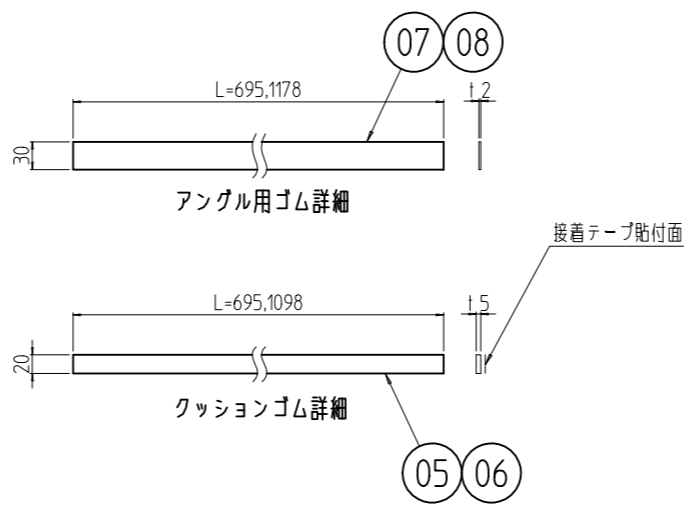 07 08
L=695,1178
t.2
30
アングル用ゴム詳細
接着テープ貼付面
L=695,1098
t.5
20
クッションゴム詳細
05 06